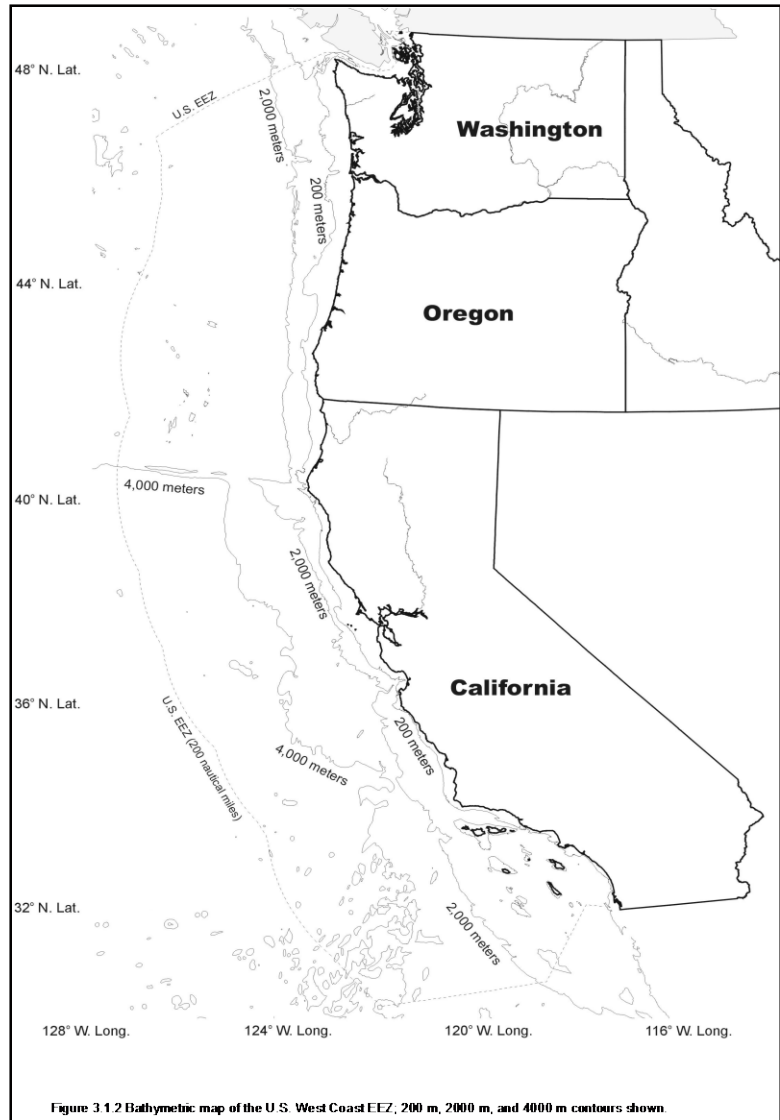 48° N. Lat.
U.S. EEZ
2,000 meters
Washington
200 meters
44° N. Lat.
Oregon
4,000 meters
40° N. Lat.
2,000 meters
36° N. Lat.
California
U.S. EEZ (200 nautical miles)
200 meters
4,000 meters
32° N. Lat.
2,000 meters
128° W. Long.
124° W. Long.
120° W. Long.
116° W. Long.
Figure 3.1.2 Bathymetric map of the U.S. West Coast EEZ; 200 m, 2000 m, and 4000 m contours shown.